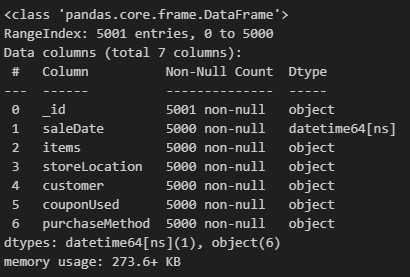 <class 'pandas.core.frame.DataFrame'>
RangeIndex: 5001 entries, 0 to 5000
Data columns (total 7 columns):
 #   Column          Non-Null Count  Dtype
---  ------          --------------  -----
 0   _id             5001 non-null   object
 1   saleDate        5000 non-null   datetime64[ns]
 2   items           5000 non-null   object
 3   storeLocation   5000 non-null   object
 4   customer        5000 non-null   object
 5   couponUsed      5000 non-null   object
 6   purchaseMethod  5000 non-null   object
dtypes: datetime64[ns](1), object(6)
memory usage: 273.6+ KB